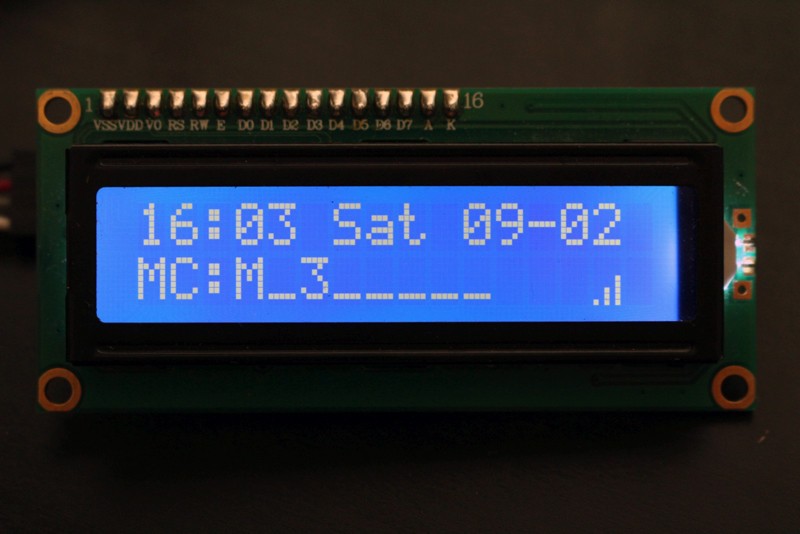 1 16
VSS VDD V0 RS RW E D0 D1 D2 D3 D4 D5 D6 D7 A K
16:03 Sat 09-02
MC:M_3_____